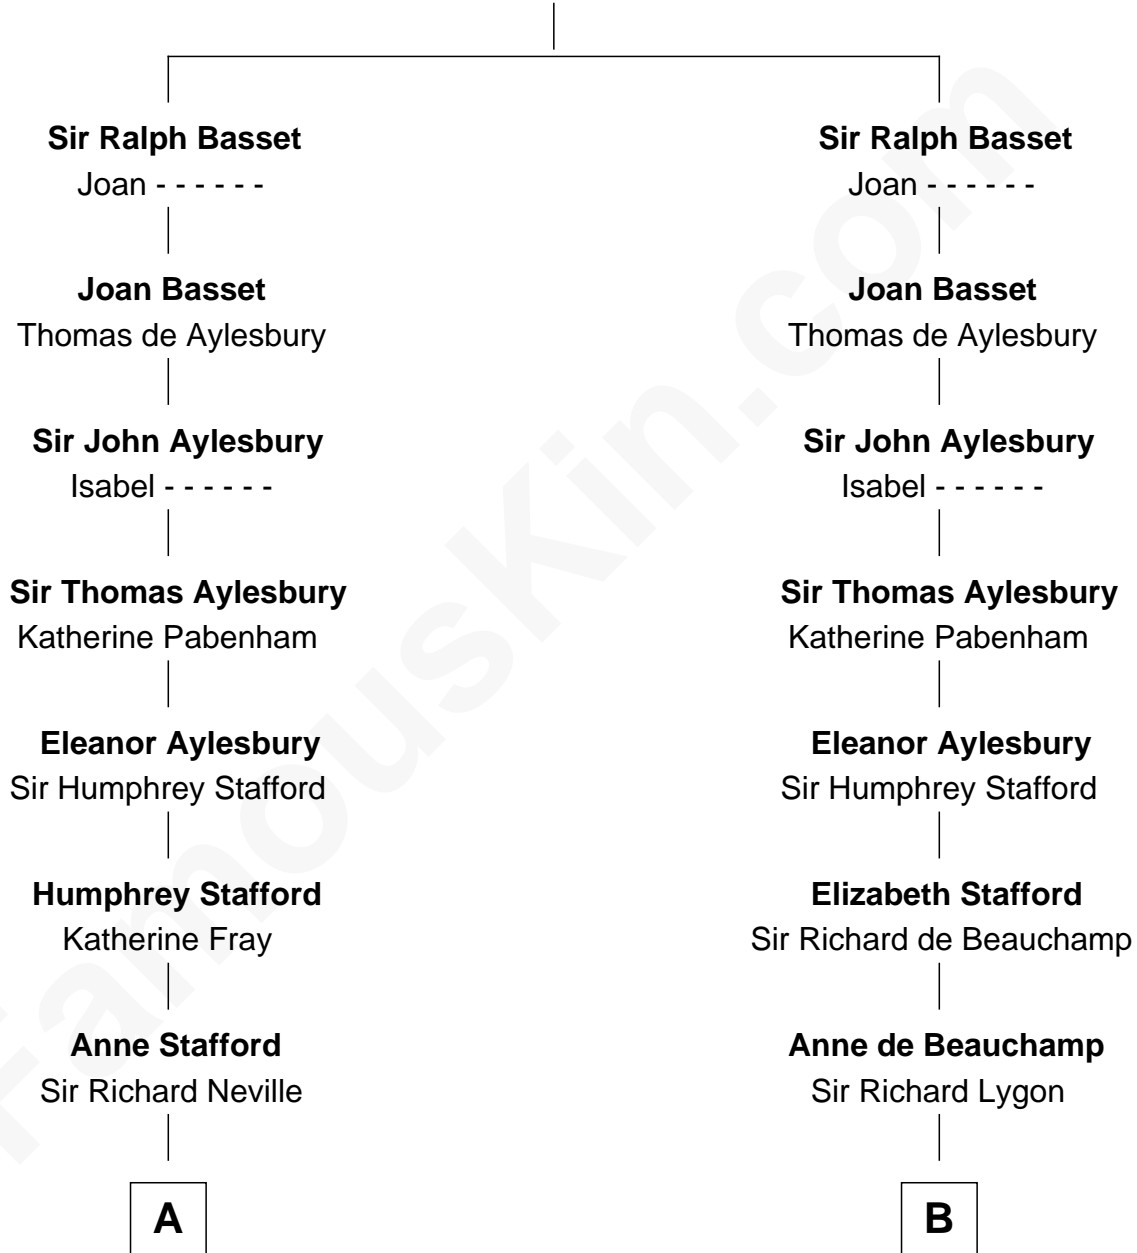 Sir Ralph Basset
Joan - - - - - -
Joan Basset
Thomas de Aylesbury
Sir John Aylesbury
Isabel - - - - - -
Sir Thomas Aylesbury
Katherine Pabenham
Eleanor Aylesbury
Sir Humphrey Stafford
Humphrey Stafford
Katherine Fray
Anne Stafford
Sir Richard Neville
A
Sir Ralph Basset
Joan - - - - - -
Joan Basset
Thomas de Aylesbury
Sir John Aylesbury
Isabel - - - - - -
Sir Thomas Aylesbury
Katherine Pabenham
Eleanor Aylesbury
Sir Humphrey Stafford
Elizabeth Stafford
Sir Richard de Beauchamp
Anne de Beauchamp
Sir Richard Lygon
B
FamousKin.com